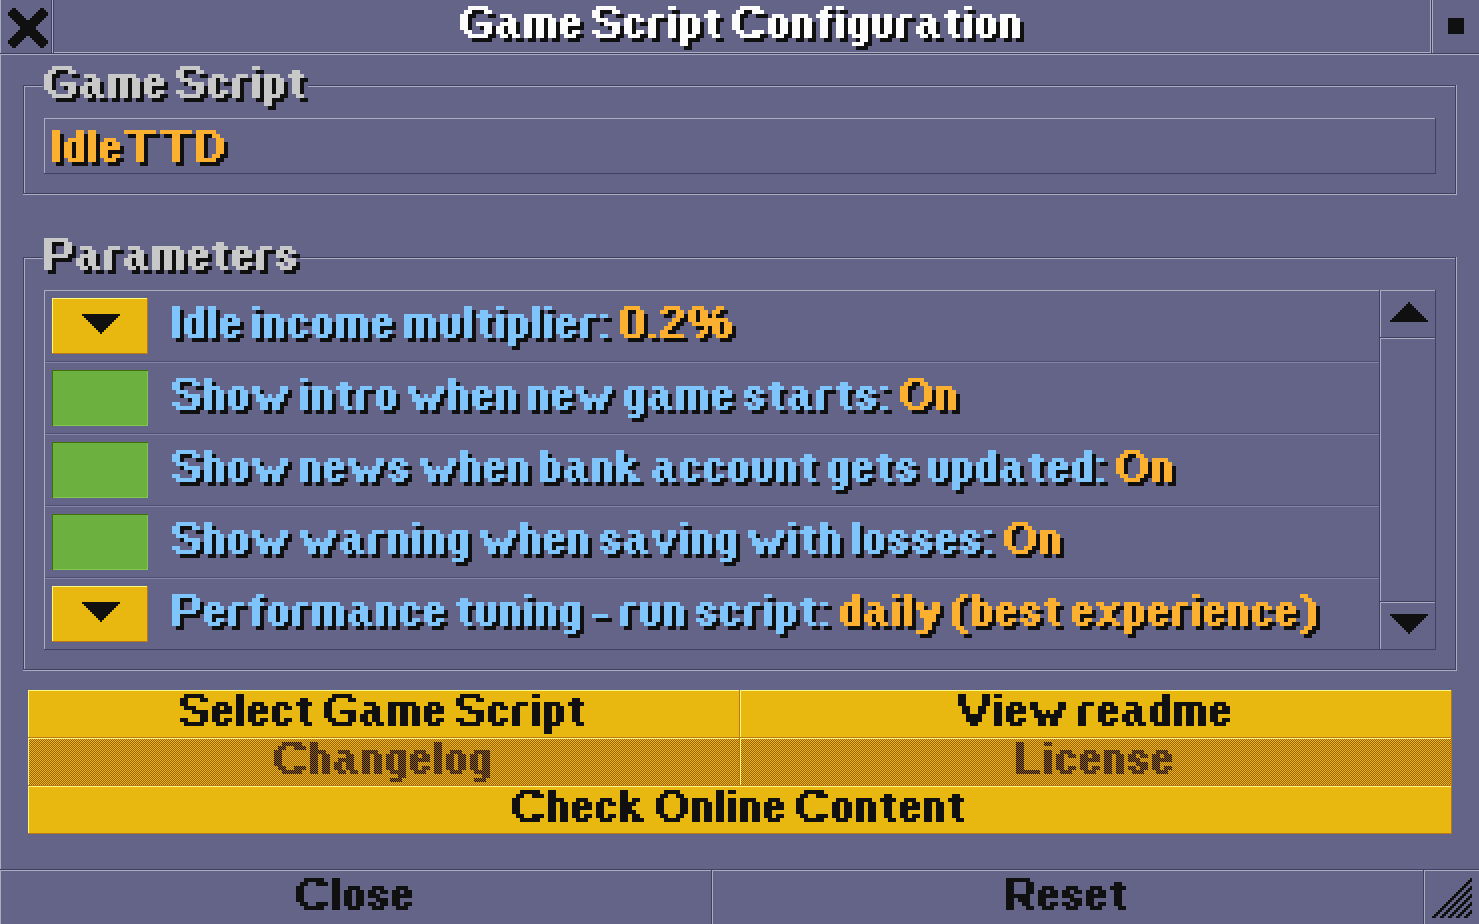 Game Script Configuration
Game Script
IdleTTD
Parameters
Idle income multiplier: 0.2%
Show intro when new game starts: On
Show news when bank account gets updated: On
Show warning when saving with losses: On
Performance tuning - run script: daily (best experience)
Select Game Script
View readme
Changelog
License
Check Online Content
Close
Reset